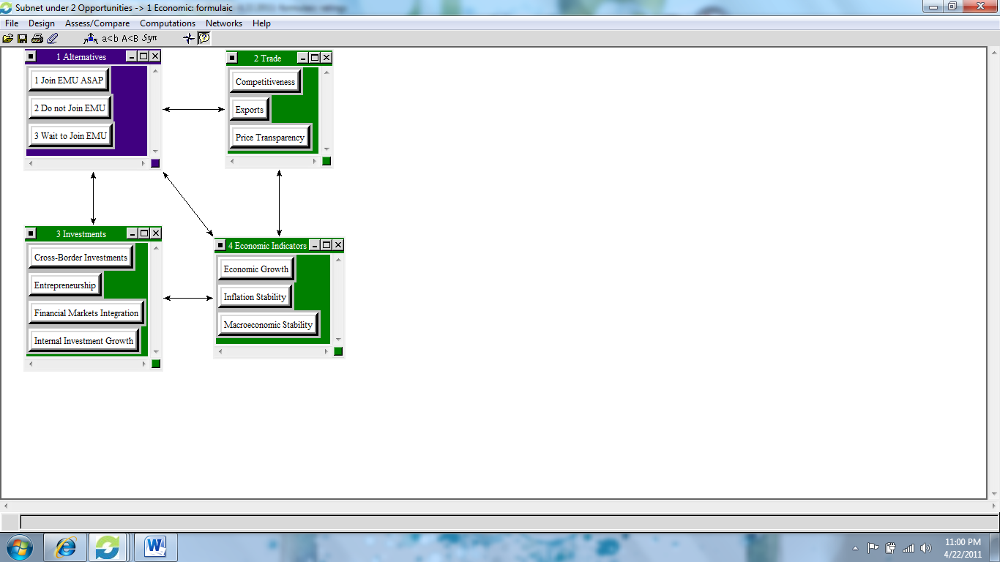 Subnet under 2 Opportunities -> 1 Economic: formulaic
File Design Assess/Compare Computations Networks Help
a<b A<B Syn
1 Alternatives
1 Join EMU ASAP
2 Do not Join EMU
3 Wait to Join EMU
2 Trade
Competitiveness
Exports
Price Transparency
3 Investments
Cross-Border Investments
Entrepreneurship
Financial Markets Integration
Internal Investment Growth
4 Economic Indicators
Economic Growth
Inflation Stability
Macroeconomic Stability
11:00 PM
4/22/2011